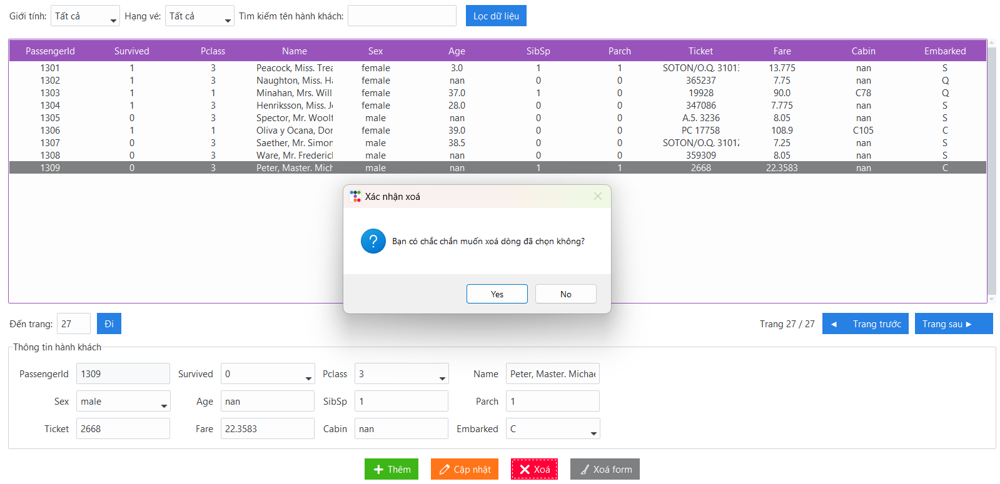 Giới tính: Tất cả Hạng vé: Tất cả Tìm kiếm tên hành khách: Lọc dữ liệu
PassengerId Survived Pclass Name Sex Age SibSp Parch Ticket Fare Cabin Embarked
1301 1 3 Peacock, Miss. Trea female 3.0 1 1 SOTON/O.Q. 31013 13.775 nan S
1302 1 3 Naughton, Miss. Ha female nan 0 0 365237 7.75 nan Q
1303 1 1 Minahan, Mrs. Will female 37.0 1 0 19928 90.0 C78 Q
1304 1 3 Henriksson, Miss. Je female 28.0 0 0 347086 7.775 nan S
1305 0 3 Spector, Mr. Woolf male nan 0 0 A.5. 3236 8.05 nan S
1306 1 1 Oliva y Ocana, Don female 39.0 0 0 PC 17758 108.9 C105 C
1307 0 3 Saether, Mr. Simon male 38.5 0 0 SOTON/O.Q. 31012 7.25 nan S
1308 0 3 Ware, Mr. Frederick male nan 0 0 359309 8.05 nan S
1309 0 3 Peter, Master. Mich male nan 1 1 2668 22.3583 nan C
Xác nhận xoá
Bạn có chắc chắn muốn xoá dòng đã chọn không?
Yes No
Đến trang: 27 Đi Trang 27 / 27 ◄ Trang trước Trang sau ►
Thông tin hành khách
PassengerId 1309 Survived 0 Pclass 3 Name Peter, Master. Michae
Sex male Age nan SibSp 1 Parch 1
Ticket 2668 Fare 22.3583 Cabin nan Embarked C
Thêm Cập nhật Xoá Xoá form